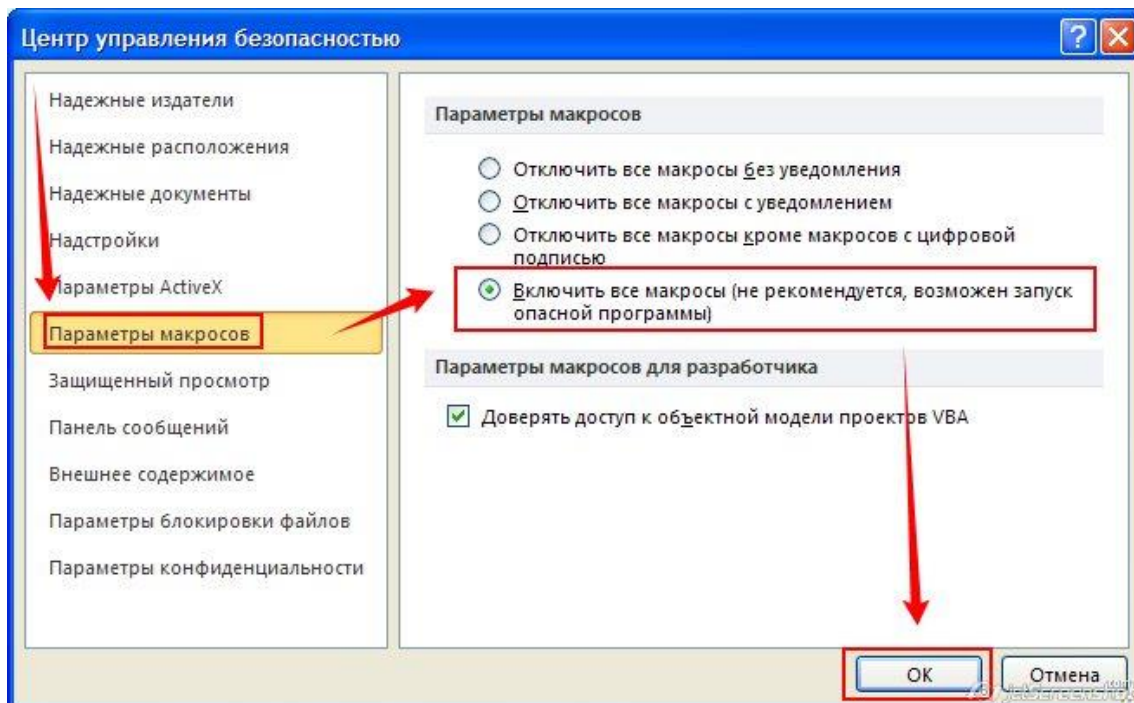 Центр управления безопасностью
Надежные издатели
Надежные расположения
Надежные документы
Надстройки
Параметры ActiveX
Параметры макросов
Защищенный просмотр
Панель сообщений
Внешнее содержимое
Параметры блокировки файлов
Параметры конфиденциальности
Параметры макросов
Отключить все макросы без уведомления
Отключить все макросы с уведомлением
Отключить все макросы кроме макросов с цифровой
подписью
Включить все макросы (не рекомендуется, возможен запуск
опасной программы)
Параметры макросов для разработчика
Доверять доступ к объектной модели проектов VBA
ОК
Отмена